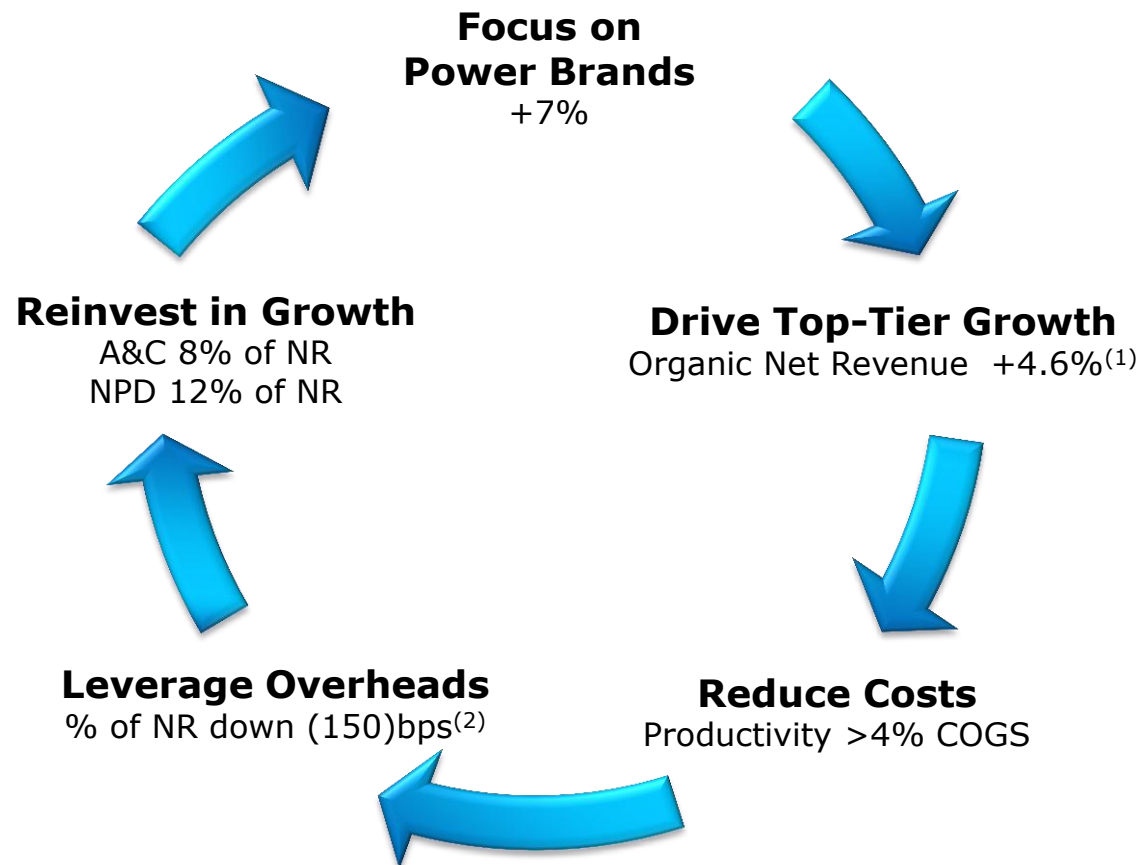 Focus on
Power Brands
+7%
Drive Top-Tier Growth
Organic Net Revenue +4.6%(1)
Reduce Costs
Productivity >4% COGS
Leverage Overheads
% of NR down (150)bps(2)
Reinvest in Growth
A&C 8% of NR
NPD 12% of NR